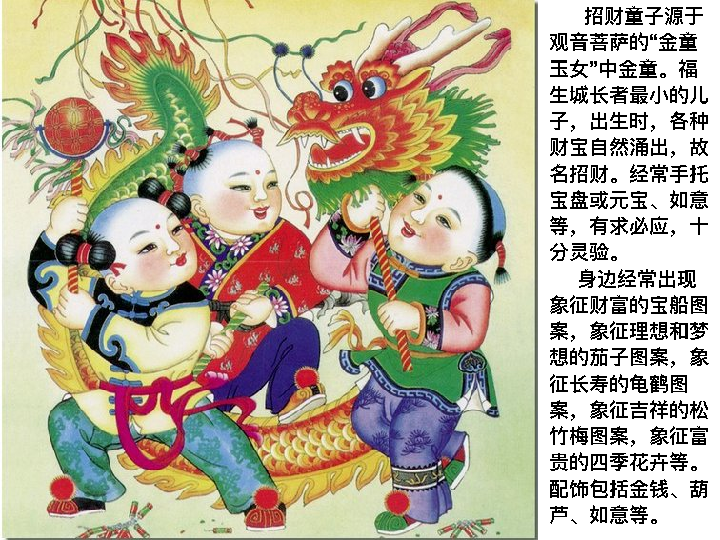 招财童子源于
观音菩萨的“金童
玉女”中金童。福
生城长者最小的儿
子，出生时，各种
财宝自然涌出，故
名招财。经常手托
宝盘或元宝、如意
等，有求必应，十
分灵验。
身边经常出现
象征财富的宝船图
案，象征理想和梦
想的茄子图案，象
征长寿的龟鹤图
案，象征吉祥的松
竹梅图案，象征富
贵的四季花卉等。
配饰包括金钱、葫
芦、如意等。